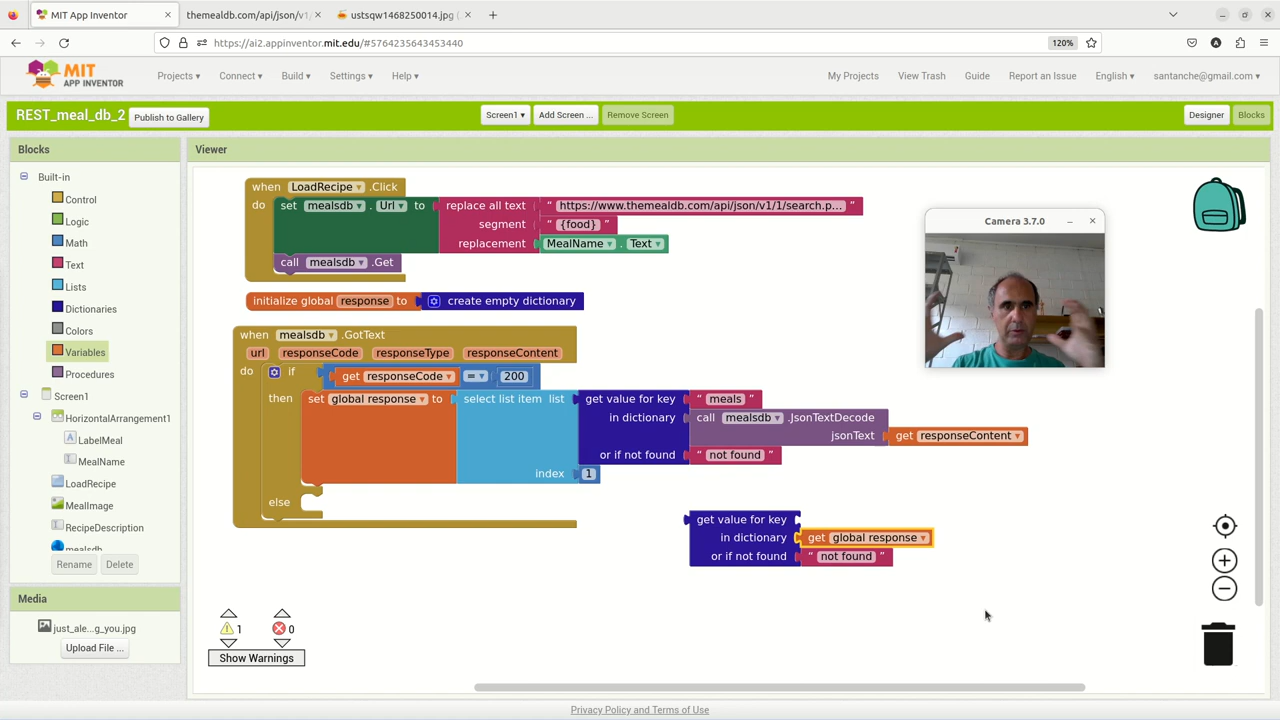 MIT App Inventor
themealdb.com/api/json/v1/
ustsqw1468250014.jpg (
https://ai2.appinventor.mit.edu/#5764235643453440
120%
MIT
APP INVENTOR
Projects ▾
Connect ▾
Build ▾
Settings ▾
Help ▾
My Projects
View Trash
Guide
Report an Issue
English ▾
santanche@gmail.com ▾
REST_meal_db_2
Publish to Gallery
Screen1 ▾
Add Screen ...
Remove Screen
Designer
Blocks
Blocks
Viewer
Built-in
Control
Logic
Math
Text
Lists
Dictionaries
Colors
Variables
Procedures
Screen1
HorizontalArrangement1
A LabelMeal
MealName
LoadRecipe
MealImage
RecipeDescription
mealsdb
Rename
Delete
Media
just_ale...g_you.jpg
Upload File ...
when LoadRecipe ▾ .Click
do set mealsdb ▾ . Url ▾ to replace all text “ https://www.themealdb.com/api/json/v1/1/search.p... ”
segment “ {food} ”
replacement MealName ▾ . Text ▾
call mealsdb ▾ .Get
initialize global response to create empty dictionary
when mealsdb ▾ .GotText
url responseCode responseType responseContent
do if get responseCode ▾ = ▾ 200
then set global response ▾ to select list item list get value for key “ meals ”
in dictionary call mealsdb ▾ .JsonTextDecode
jsonText get responseContent ▾
or if not found “ not found ”
index 1
else
get value for key
in dictionary get global response ▾
or if not found “ not found ”
Camera 3.7.0
1
0
Show Warnings
Privacy Policy and Terms of Use